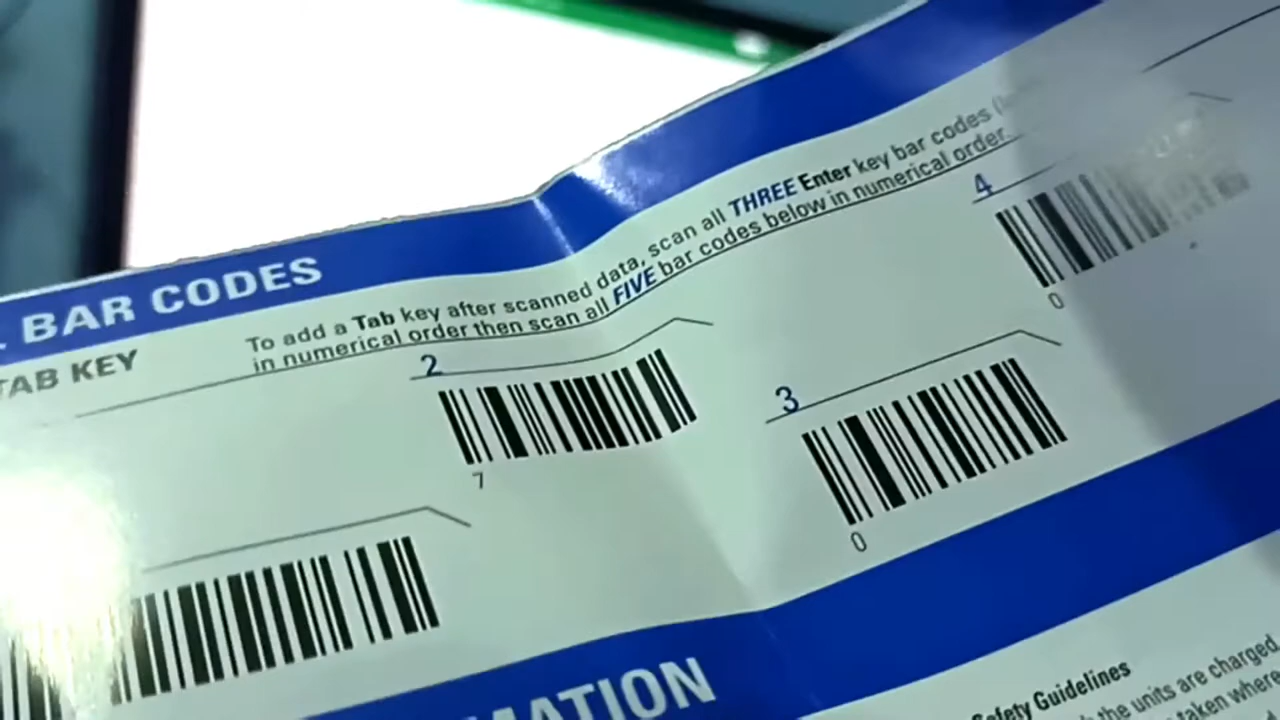 BAR CODES
TAB KEY
To add a Tab key after scanned data, scan all THREE Enter key bar codes
in numerical order then scan all FIVE bar codes below in numerical order.
2
7
3
0
4
0
Safety Guidelines
the units are charged.
taken where